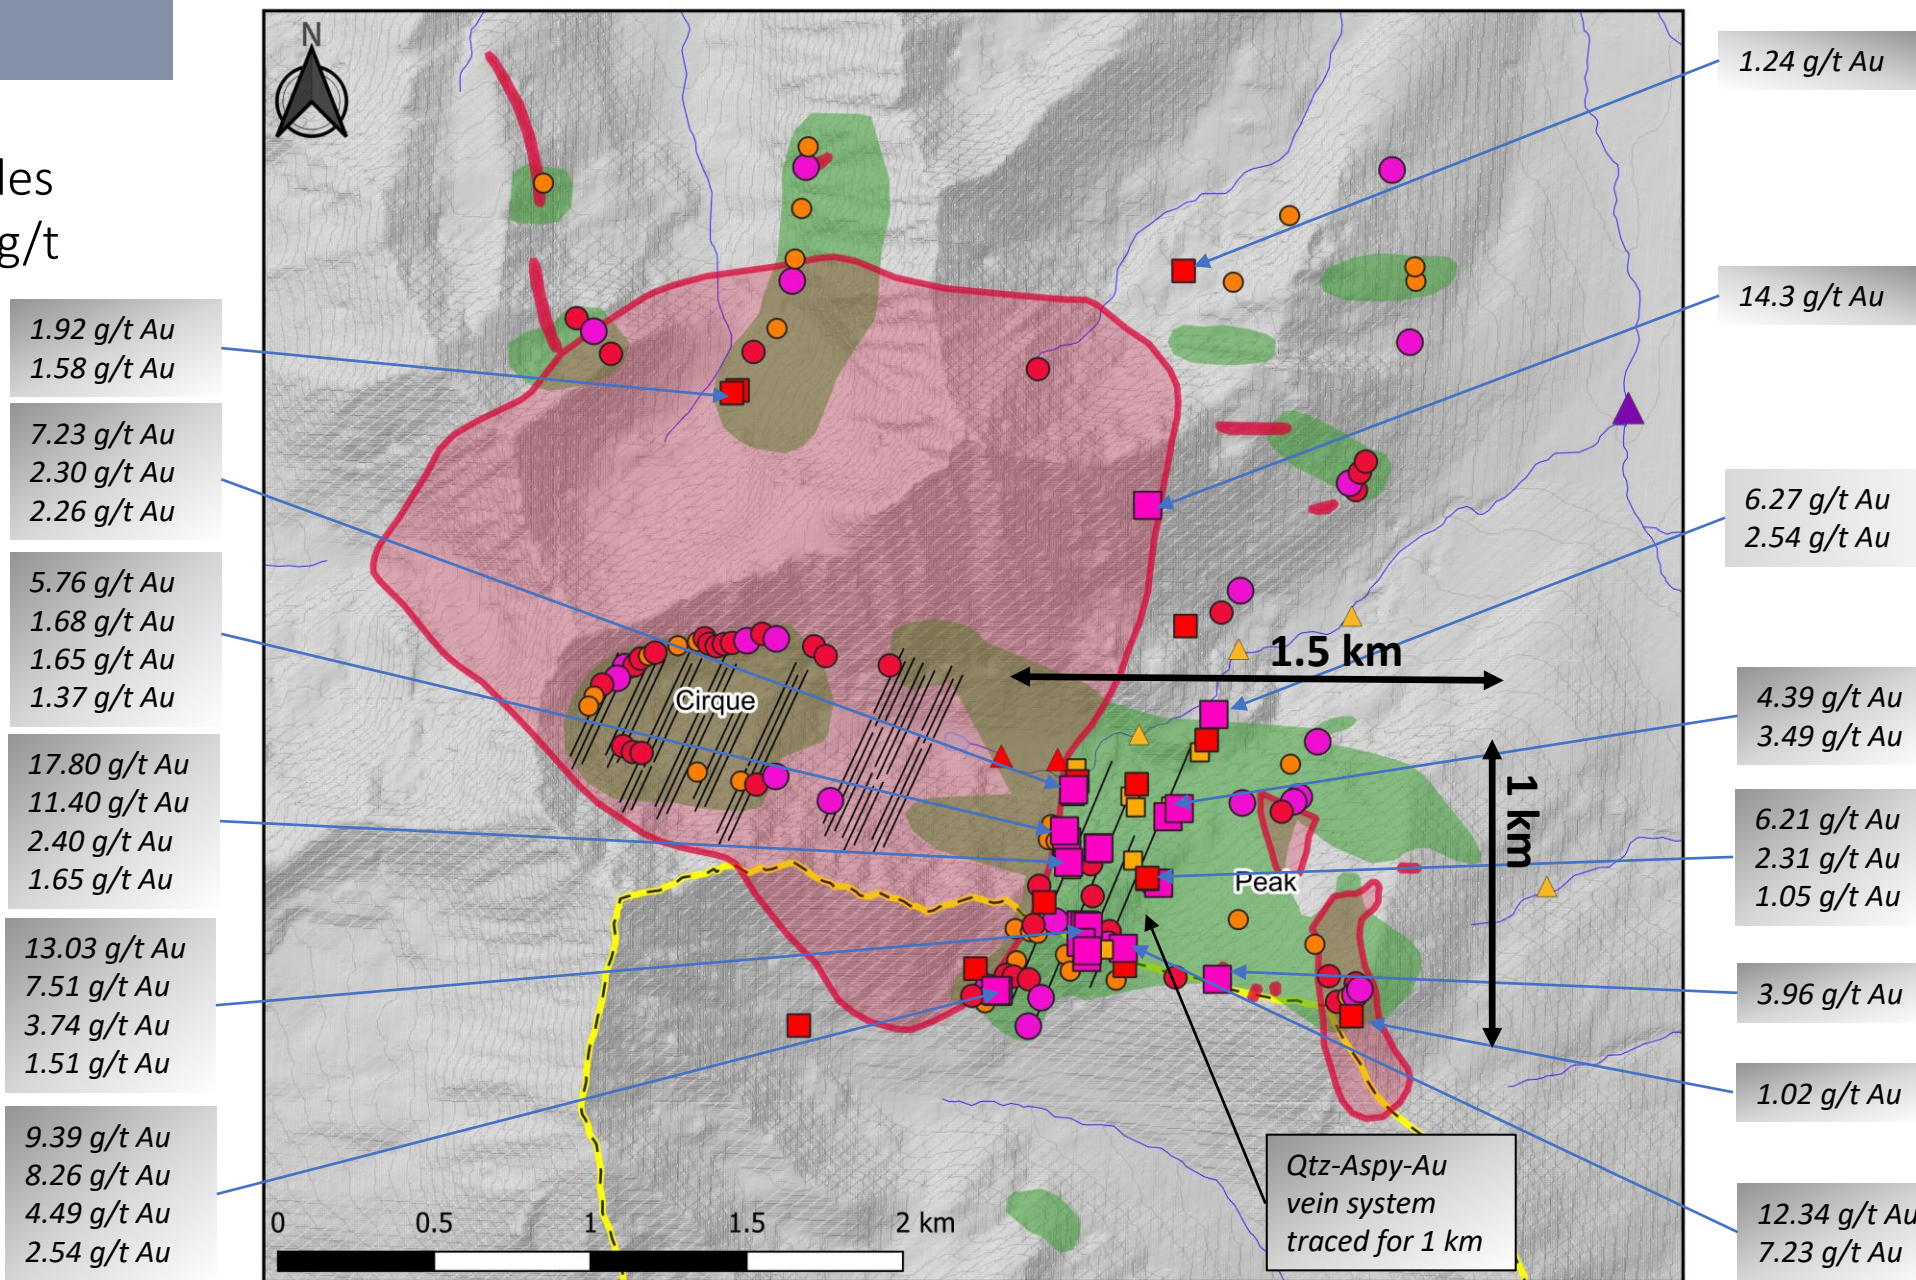 g/t
1.92 g/t Au
1.58 g/t Au
7.23 g/t Au
2.30 g/t Au
2.26 g/t Au
5.76 g/t Au
1.68 g/t Au
1.65 g/t Au
1.37 g/t Au
17.80 g/t Au
11.40 g/t Au
2.40 g/t Au
1.65 g/t Au
13.03 g/t Au
7.51 g/t Au
3.74 g/t Au
1.51 g/t Au
9.39 g/t Au
8.26 g/t Au
4.49 g/t Au
2.54 g/t Au
N
Cirque
1.5 km
1 km
Peak
Qtz-Aspy-Au
vein system
traced for 1 km
0 0.5 1 1.5 2 km
1.24 g/t Au
14.3 g/t Au
6.27 g/t Au
2.54 g/t Au
4.39 g/t Au
3.49 g/t Au
6.21 g/t Au
2.31 g/t Au
1.05 g/t Au
3.96 g/t Au
1.02 g/t Au
12.34 g/t Au
7.23 g/t Au